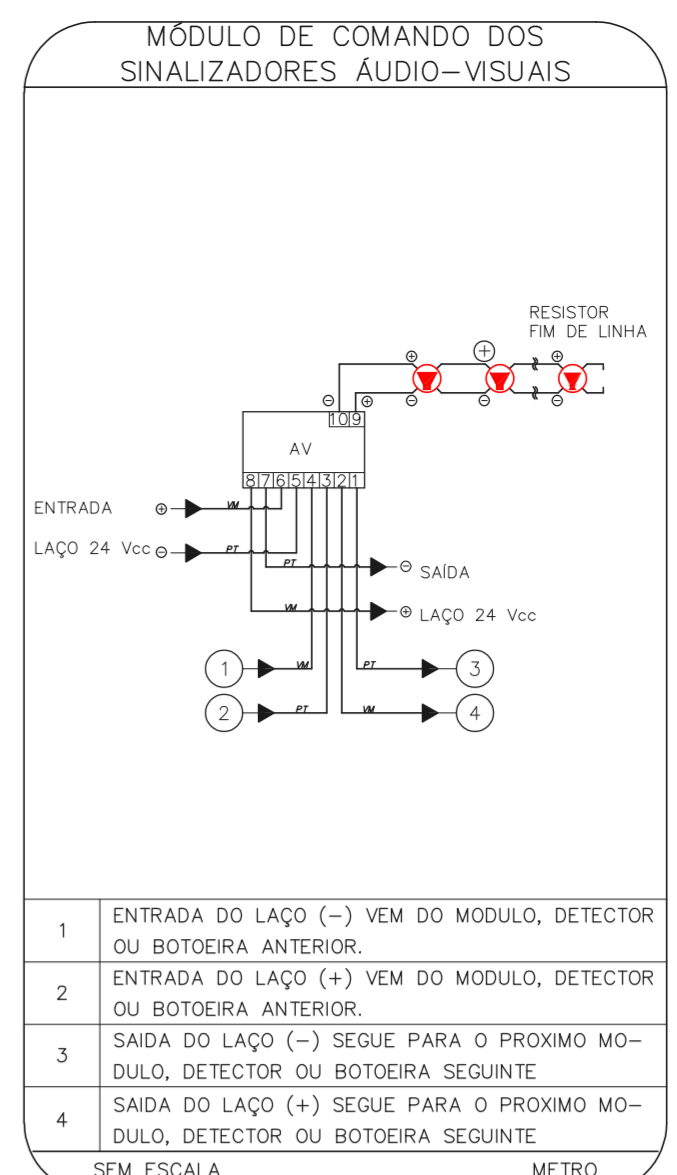 MÓDULO DE COMANDO DOS
SINALIZADORES ÁUDIO-VISUAIS
RESISTOR
FIM DE LINHA
⊕ ⊕ ⊕
⊖ ⊕ ⊖ ⊖ ⊖
10 9
AV
8 7 6 5 4 3 2 1
ENTRADA ⊕ VM
LAÇO 24 Vcc ⊖ PT
PT ⊖ SAÍDA
VM ⊕ LAÇO 24 Vcc
1 VM PT 3
2 PT VM 4
1 ENTRADA DO LAÇO (-) VEM DO MODULO, DETECTOR
OU BOTOEIRA ANTERIOR.
2 ENTRADA DO LAÇO (+) VEM DO MODULO, DETECTOR
OU BOTOEIRA ANTERIOR.
3 SAIDA DO LAÇO (-) SEGUE PARA O PROXIMO MO-
DULO, DETECTOR OU BOTOEIRA SEGUINTE
4 SAIDA DO LAÇO (+) SEGUE PARA O PROXIMO MO-
DULO, DETECTOR OU BOTOEIRA SEGUINTE
SEM ESCALA METRO